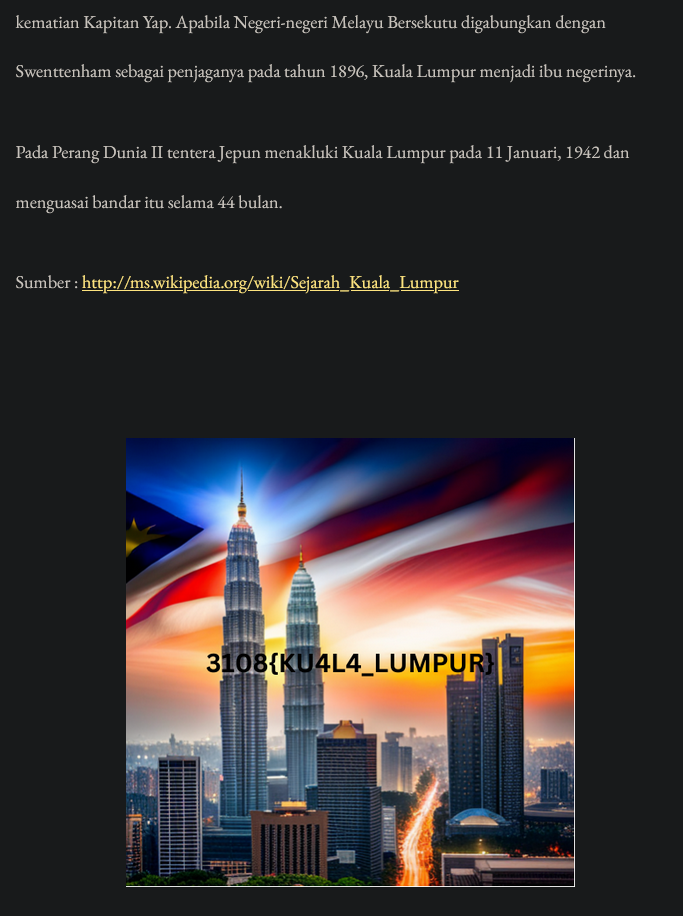 kematian Kapitan Yap. Apabila Negeri-negeri Melayu Bersekutu digabungkan dengan
Swenttenham sebagai penjaganya pada tahun 1896, Kuala Lumpur menjadi ibu negerinya.
Pada Perang Dunia II tentera Jepun menakluki Kuala Lumpur pada 11 Januari, 1942 dan
menguasai bandar itu selama 44 bulan.
Sumber : http://ms.wikipedia.org/wiki/Sejarah_Kuala_Lumpur
3108{KU4L4_LUMPUR}